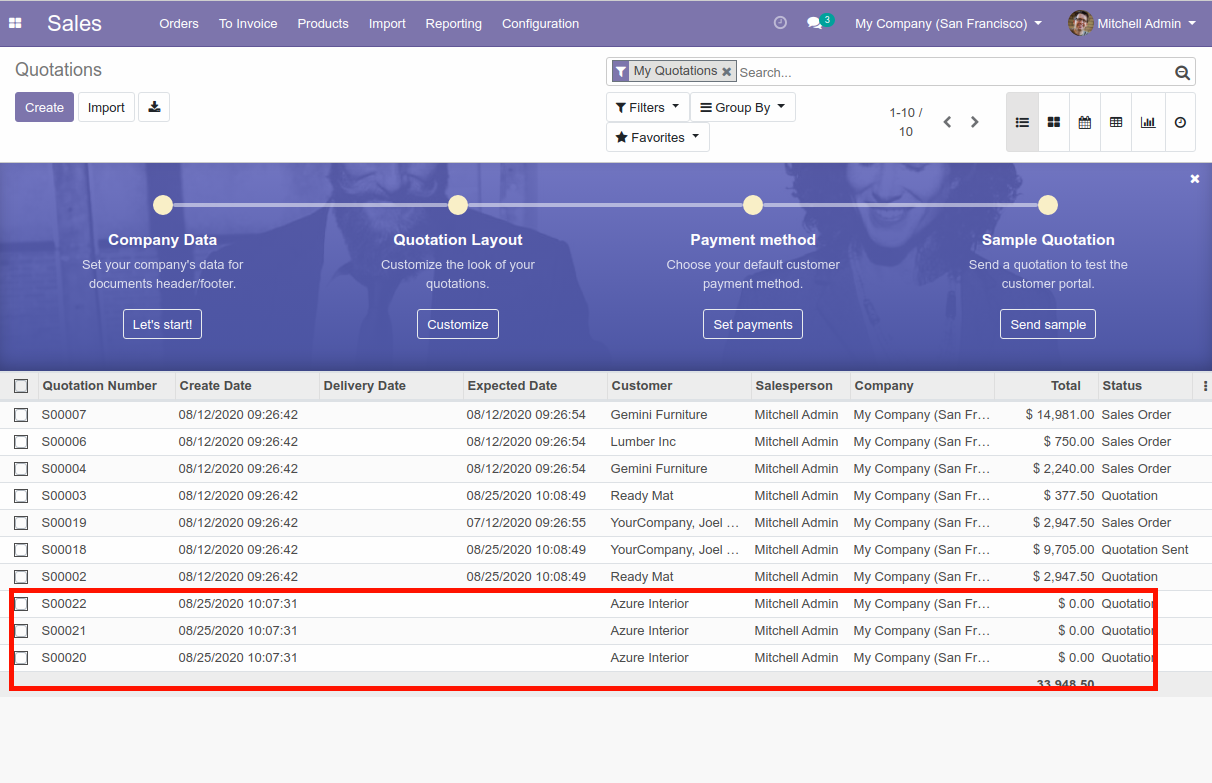 Sales Orders To Invoice Products Import Reporting Configuration 3 My Company (San Francisco) Mitchell Admin
Quotations
My Quotations Search...
Create Import
Filters Group By
Favorites
1-10 /
10
Company Data
Set your company's data for
documents header/footer.
Let's start!
Quotation Layout
Customize the look of your
quotations.
Customize
Payment method
Choose your default customer
payment method.
Set payments
Sample Quotation
Send a quotation to test the
customer portal.
Send sample
Quotation Number Create Date Delivery Date Expected Date Customer Salesperson Company Total Status
S00007 08/12/2020 09:26:42 08/12/2020 09:26:54 Gemini Furniture Mitchell Admin My Company (San Fr... $ 14,981.00 Sales Order
S00006 08/12/2020 09:26:42 08/12/2020 09:26:54 Lumber Inc Mitchell Admin My Company (San Fr... $ 750.00 Sales Order
S00004 08/12/2020 09:26:42 08/12/2020 09:26:54 Gemini Furniture Mitchell Admin My Company (San Fr... $ 2,240.00 Sales Order
S00003 08/12/2020 09:26:42 08/25/2020 10:08:49 Ready Mat Mitchell Admin My Company (San Fr... $ 377.50 Quotation
S00019 08/12/2020 09:26:42 07/12/2020 09:26:55 YourCompany, Joel ... Mitchell Admin My Company (San Fr... $ 2,947.50 Sales Order
S00018 08/12/2020 09:26:42 08/25/2020 10:08:49 YourCompany, Joel ... Mitchell Admin My Company (San Fr... $ 9,705.00 Quotation Sent
S00002 08/12/2020 09:26:42 08/25/2020 10:08:49 Ready Mat Mitchell Admin My Company (San Fr... $ 2,947.50 Quotation
S00022 08/25/2020 10:07:31 Azure Interior Mitchell Admin My Company (San Fr... $ 0.00 Quotation
S00021 08/25/2020 10:07:31 Azure Interior Mitchell Admin My Company (San Fr... $ 0.00 Quotation
S00020 08/25/2020 10:07:31 Azure Interior Mitchell Admin My Company (San Fr... $ 0.00 Quotation
33,948.50